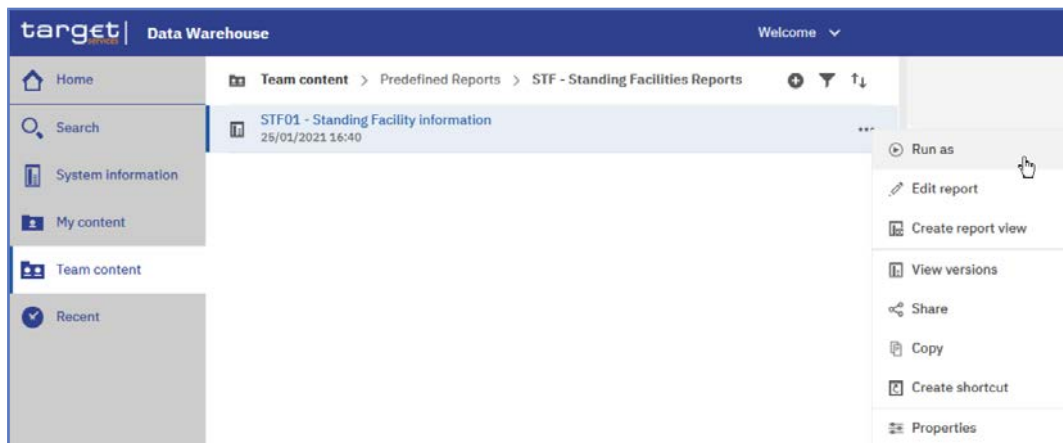 target| Data Warehouse Welcome
services
Home
Team content > Predefined Reports > STF - Standing Facilities Reports
Search
STF01 - Standing Facility information
25/01/2021 16:40
System information
My content
Team content
Recent
Run as
Edit report
Create report view
View versions
Share
Copy
Create shortcut
Properties